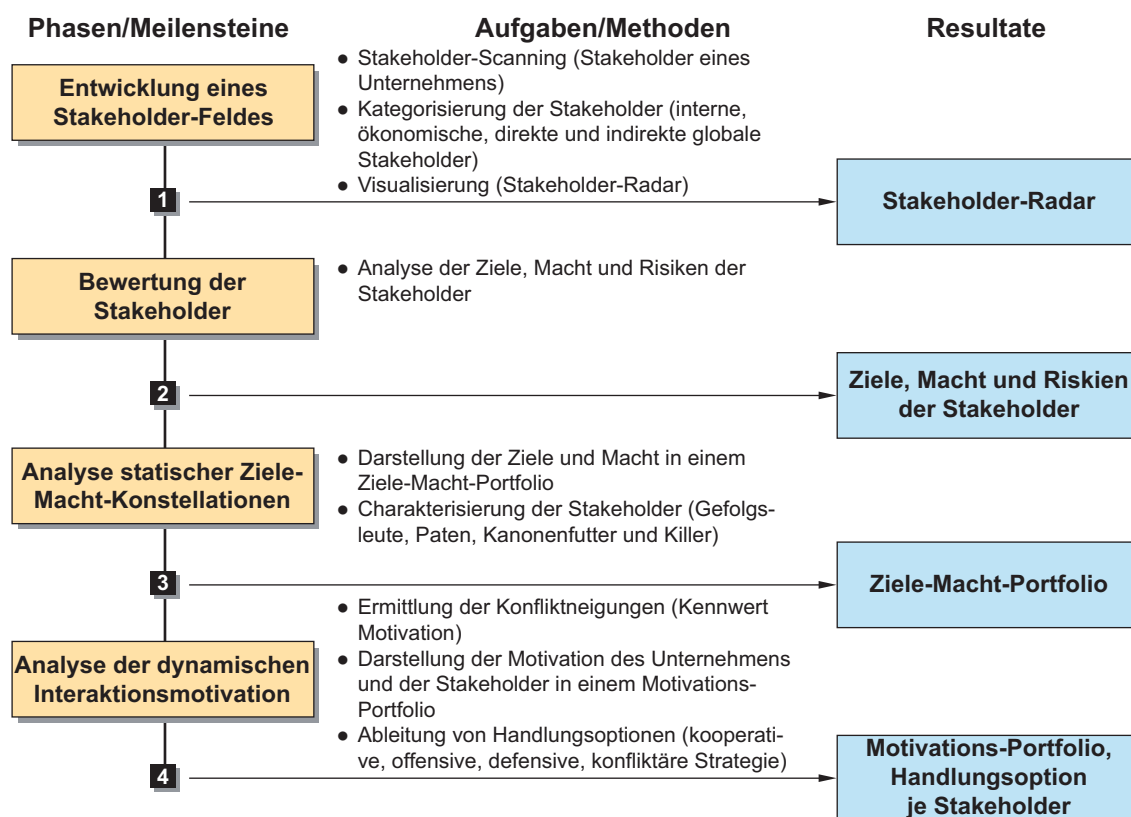 Phasen/Meilensteine
Aufgaben/Methoden
Resultate
Entwicklung eines
Stakeholder-Feldes
● Stakeholder-Scanning (Stakeholder eines
Unternehmens)
● Kategorisierung der Stakeholder (interne,
ökonomische, direkte und indirekte globale
Stakeholder)
● Visualisierung (Stakeholder-Radar)
1
Stakeholder-Radar
Bewertung der
Stakeholder
● Analyse der Ziele, Macht und Risiken der
Stakeholder
2
Ziele, Macht und Riskien
der Stakeholder
Analyse statischer Ziele-
Macht-Konstellationen
● Darstellung der Ziele und Macht in einem
Ziele-Macht-Portfolio
● Charakterisierung der Stakeholder (Gefolgs-
leute, Paten, Kanonenfutter und Killer)
3
Ziele-Macht-Portfolio
Analyse der dynamischen
Interaktionsmotivation
● Ermittlung der Konfliktneigungen (Kennwert
Motivation)
● Darstellung der Motivation des Unternehmens
und der Stakeholder in einem Motivations-
Portfolio
● Ableitung von Handlungsoptionen (kooperati-
ve, offensive, defensive, konfliktäre Strategie)
4
Motivations-Portfolio,
Handlungsoption
je Stakeholder